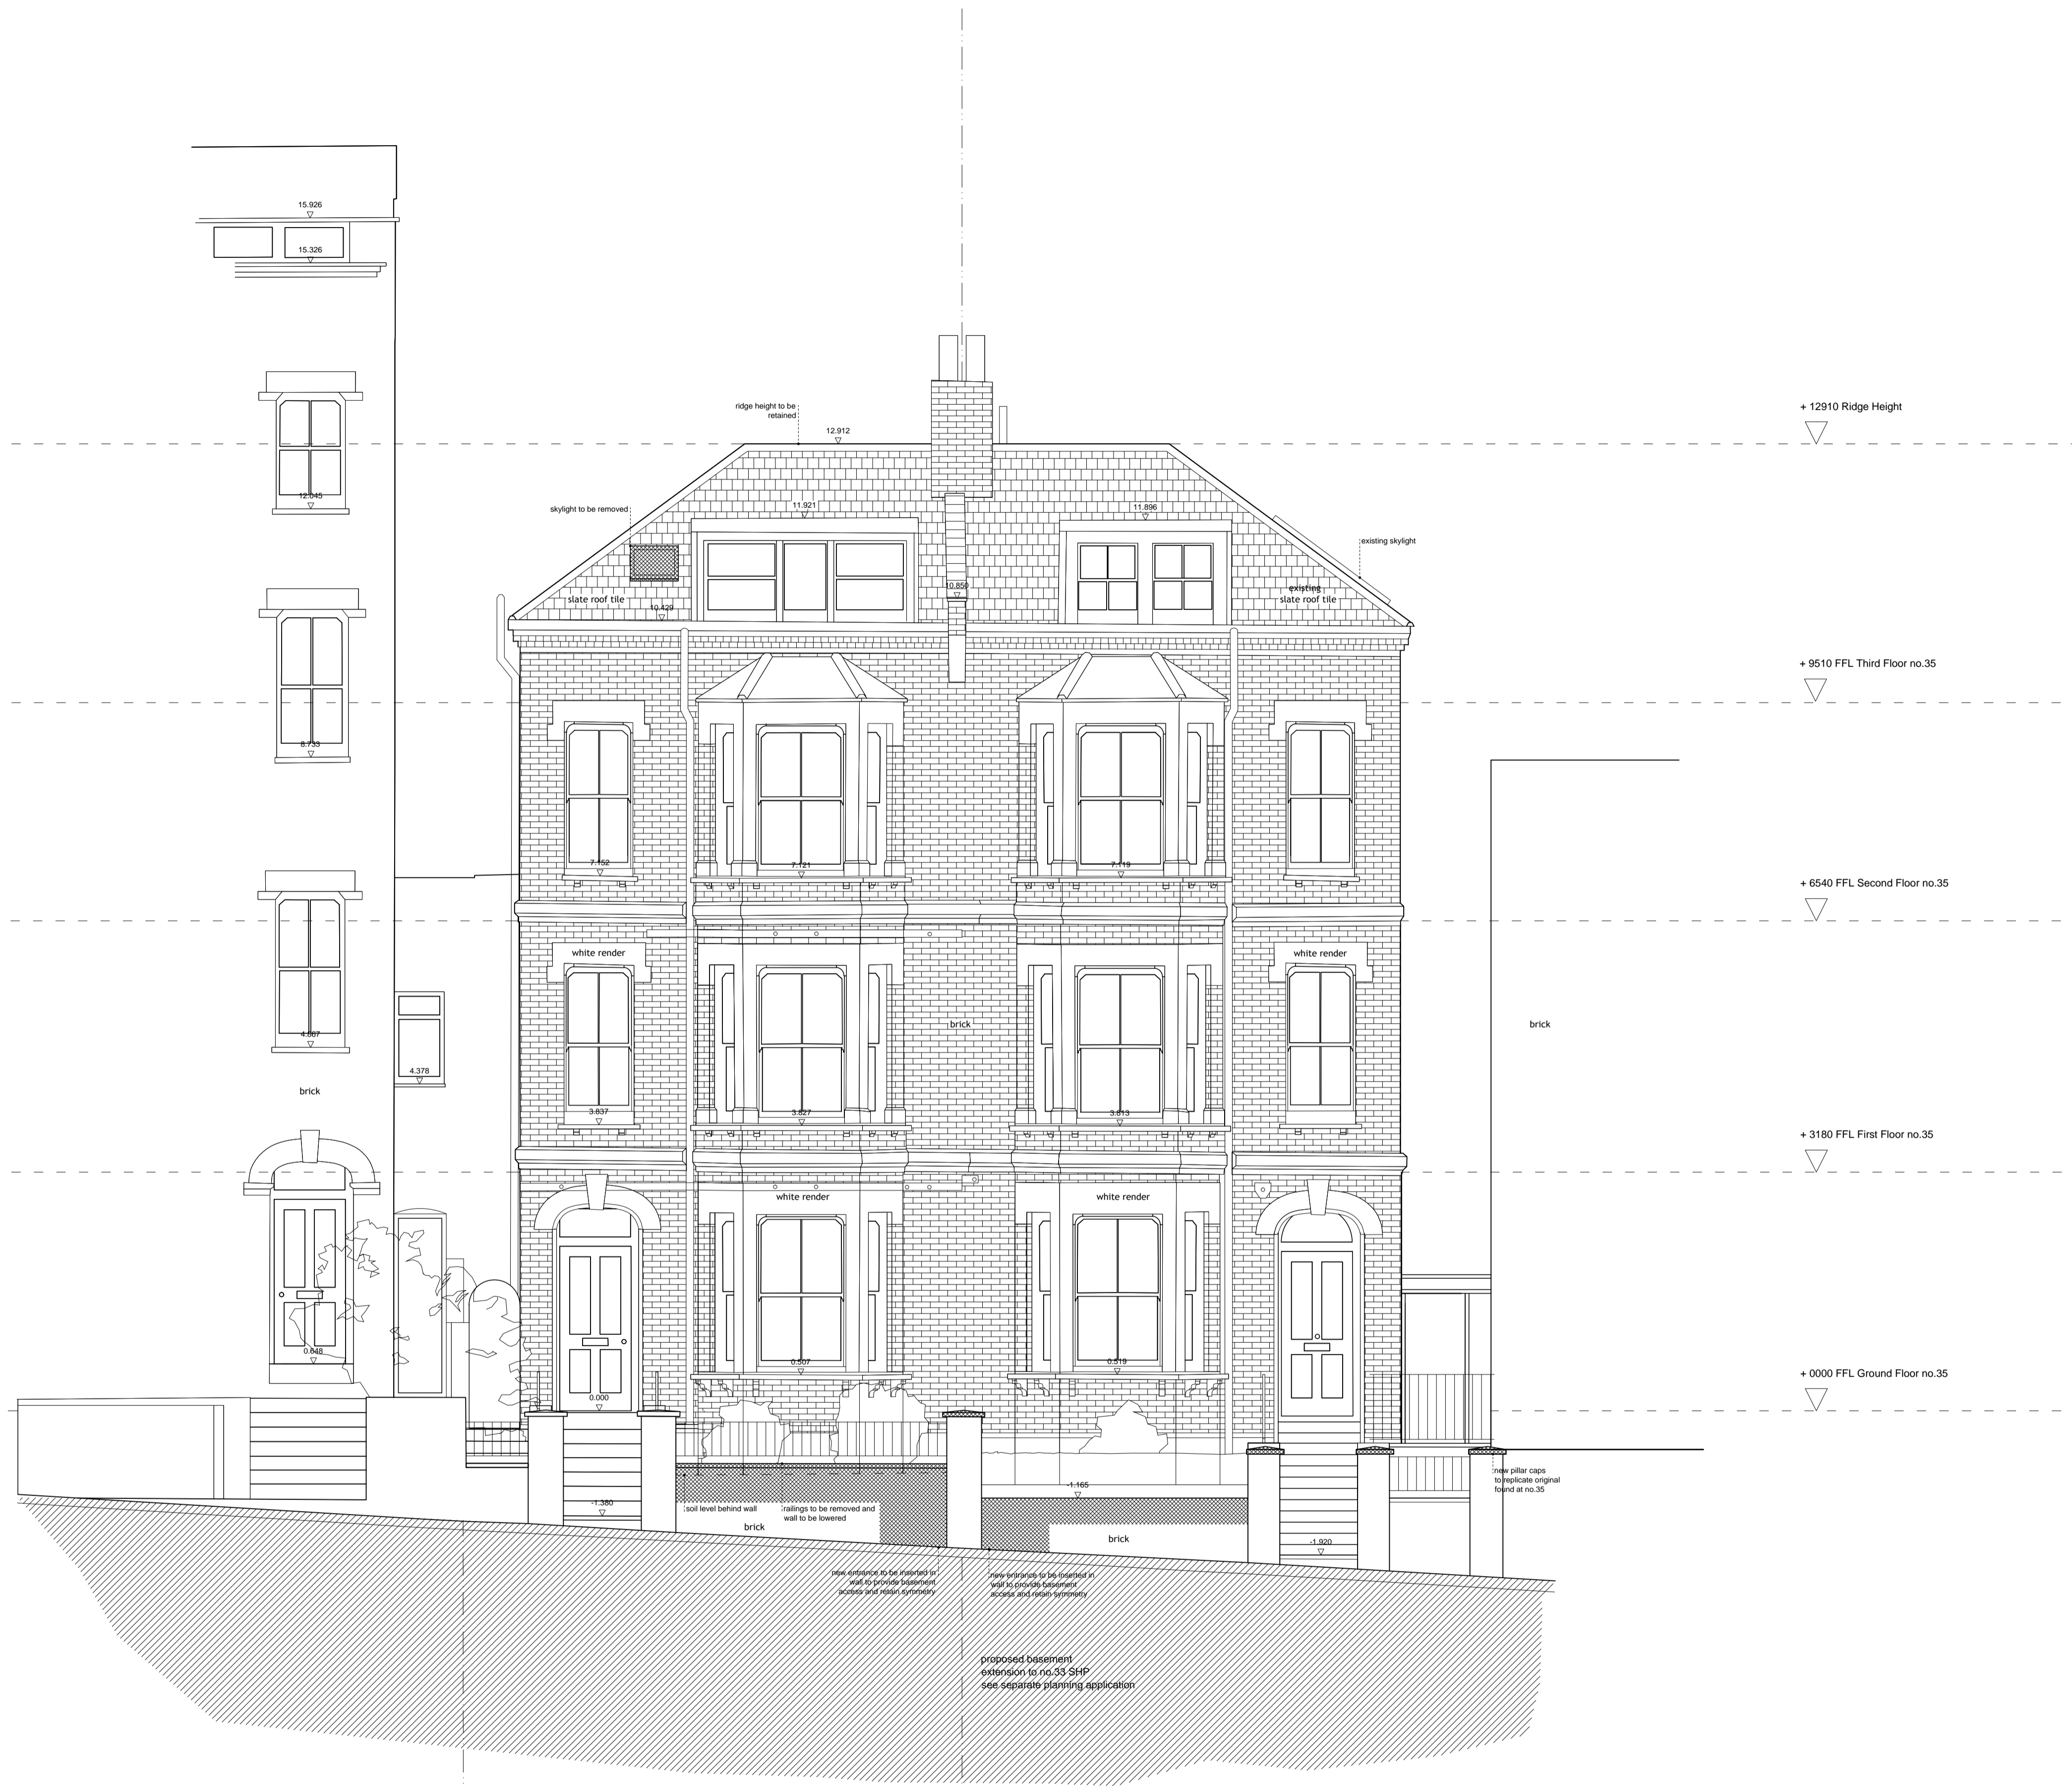 15.926
15.326
+ 12910 Ridge Height
ridge height to be
retained
12.912
12.045
skylight to be removed
11.921
11.896
existing skylight
10.850
slate roof tile
10.429
existing
slate roof tile
+ 9510 FFL Third Floor no.35
8.733
7.152
7.121
7.119
+ 6540 FFL Second Floor no.35
white render
white render
brick
brick
4.378
brick
3.837
3.827
3.813
+ 3180 FFL First Floor no.35
white render
white render
0.648
0.507
0.519
+ 0000 FFL Ground Floor no.35
0.000
-1.165
new pillar caps
to replicate original
found at no.35
-1.380
soil level behind wall
railings to be removed and
wall to be lowered
brick
brick
-1.920
new entrance to be inserted in
wall to provide basement
access and retain symmetry
new entrance to be inserted in
wall to provide basement
access and retain symmetry
proposed basement
extension to no.33 SHP
see separate planning application